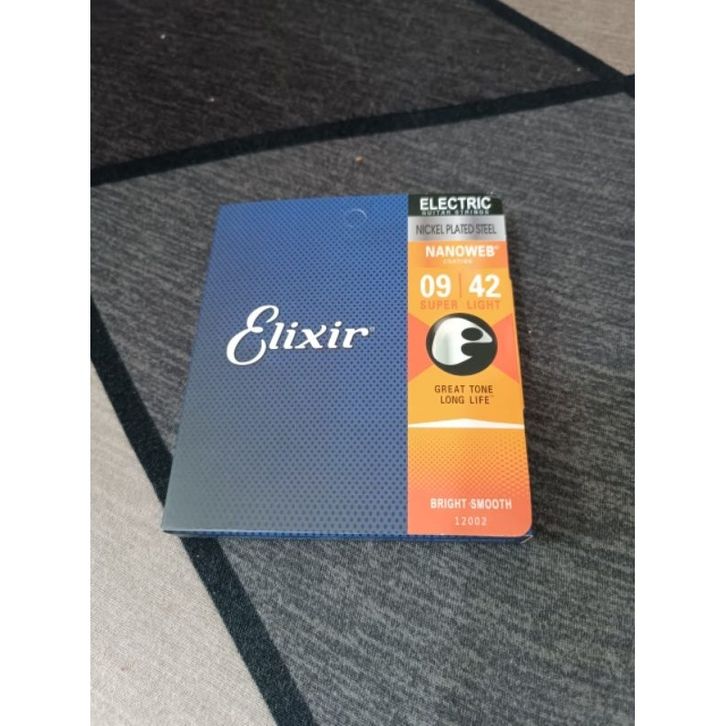 Elixir®
ELECTRIC
GUITAR STRINGS
NICKEL PLATED STEEL
NANOWEB®
COATING
09 | 42
SUPER LIGHT
GREAT TONE
LONG LIFE™
BRIGHT·SMOOTH
12002